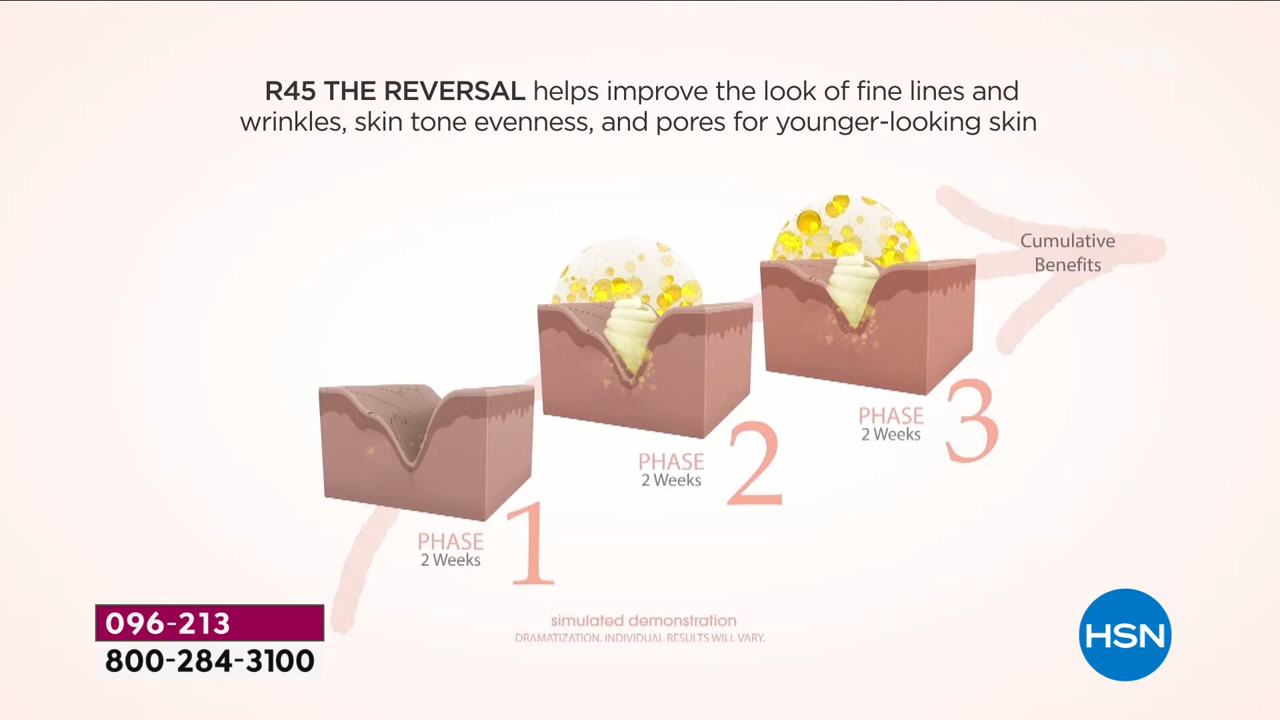 R45 THE REVERSAL helps improve the look of fine lines and
wrinkles, skin tone evenness, and pores for younger-looking skin
Cumulative
Benefits
PHASE
2 Weeks
3
PHASE
2 Weeks
2
PHASE
2 Weeks
1
simulated demonstration
DRAMATIZATION. INDIVIDUAL RESULTS WILL VARY.
096-213
800-284-3100
HSN